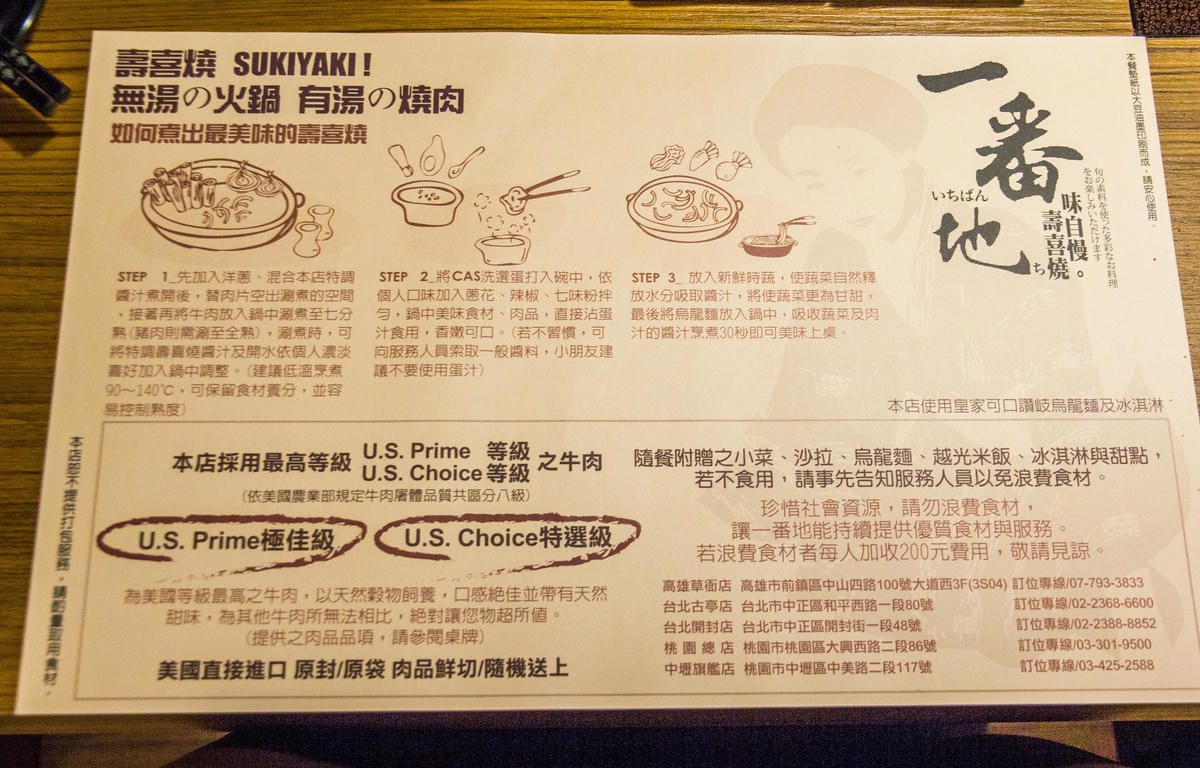 壽喜燒 SUKIYAKI!
無湯の火鍋 有湯の燒肉
如何煮出最美味的壽喜燒
STEP 1_先加入洋蔥、混合本店特調
醬汁煮開後，替肉片空出涮煮的空間
。接著再將牛肉放入鍋中涮煮至七分
熟(豬肉則需涮至全熟)，涮煮時，可
將特調壽喜燒醬汁及開水依個人濃淡
喜好加入鍋中調整。(建議低溫烹煮
90～140℃，可保留食材養分，並容
易控制熟度)
STEP 2_將CAS洗選蛋打入碗中，依
個人口味加入蔥花、辣椒、七味粉拌
勻，鍋中美味食材、肉品，直接沾蛋
汁食用，香嫩可口。(若不習慣，可
向服務人員索取一般醬料，小朋友建
議不要使用蛋汁)
STEP 3_ 放入新鮮時蔬，使蔬菜自然釋
放水分吸取醬汁，將使蔬菜更為甘甜，
最後將烏龍麵放入鍋中，吸收蔬菜及肉
汁的醬汁烹煮30秒即可美味上桌。
一番地
いちばん
ち
味自慢。
壽喜燒
旬の素料を使った多彩なお料理
をお楽しみいただけます
本餐墊紙以大豆油墨印刷而成，請安心使用。
本店使用皇家可口讚岐烏龍麵及冰淇淋
本店恕不提供打包服務，請酌量取用食材。
本店採用最高等級 U.S. Prime 等級 U.S. Choice等級 之牛肉
(依美國農業部規定牛肉屠體品質共區分八級)
U.S. Prime極佳級
U.S. Choice特選級
為美國等級最高之牛肉，以天然穀物飼養，口感絕佳並帶有天然
甜味，為其他牛肉所無法相比，絕對讓您物超所值。
(提供之肉品品項，請參閱桌牌)
美國直接進口 原封/原袋 肉品鮮切/隨機送上
隨餐附贈之小菜、沙拉、烏龍麵、越光米飯、冰淇淋與甜點，
若不食用，請事先告知服務人員以免浪費食材。
珍惜社會資源，請勿浪費食材，
讓一番地能持續提供優質食材與服務。
若浪費食材者每人加收200元費用，敬請見諒。
高雄草衙店 高雄市前鎮區中山四路100號大道西3F(3S04) 訂位專線/07-793-3833
台北古亭店 台北市中正區和平西路一段80號 訂位專線/02-2368-6600
台北開封店 台北市中正區開封街一段48號 訂位專線/02-2388-8852
桃園總店 桃園市桃園區大興西路二段86號 訂位專線/03-301-9500
中壢旗艦店 桃園市中壢區中美路二段117號 訂位專線/03-425-2588